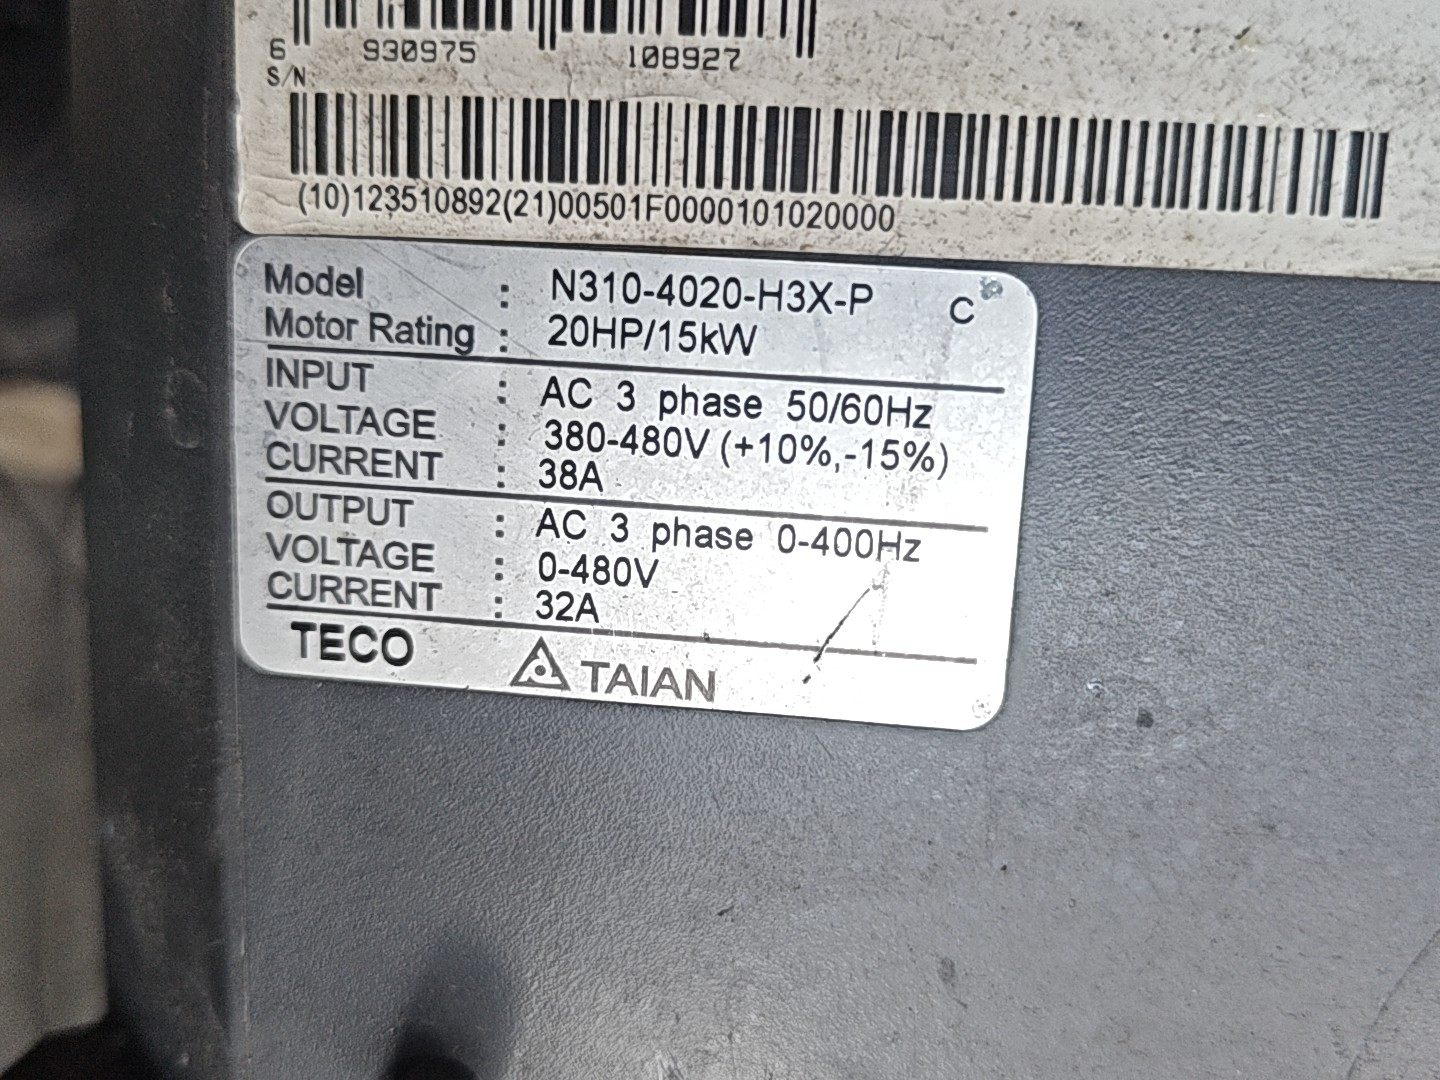 6 930975 108927
S/N:
(10)123510892(21)00501F0000101020000
Model : N310-4020-H3X-P C
Motor Rating : 20HP/15kW
INPUT : AC 3 phase 50/60Hz
VOLTAGE : 380-480V (+10%,-15%)
CURRENT : 38A
OUTPUT : AC 3 phase 0-400Hz
VOLTAGE : 0-480V
CURRENT : 32A
TECO TAIAN